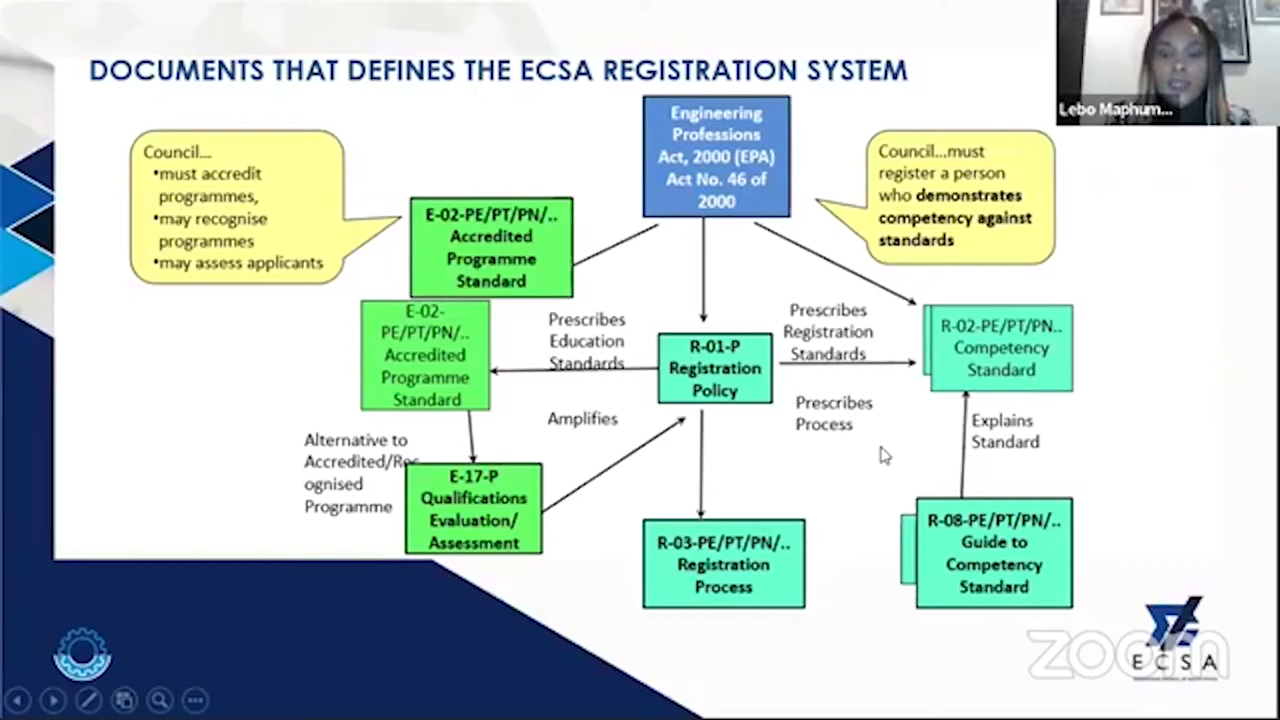 DOCUMENTS THAT DEFINES THE ECSA REGISTRATION SYSTEM
Lebo Maphum...
Engineering
Professions
Act, 2000 (EPA)
Act No. 46 of
2000
Council...
•must accredit
programmes,
•may recognise
programmes
•may assess applicants
Council...must
register a person
who demonstrates
competency against
standards
E-02-PE/PT/PN/..
Accredited
Programme
Standard
E-02-
PE/PT/PN/..
Accredited
Programme
Standard
Prescribes
Education
Standards
R-01-P
Registration
Policy
Prescribes
Registration
Standards
R-02-PE/PT/PN..
Competency
Standard
Amplifies
Prescribes
Process
Explains
Standard
Alternative to
Accredited/Rec
ognised
Programme
E-17-P
Qualifications
Evaluation/
Assessment
R-03-PE/PT/PN/..
Registration
Process
R-08-PE/PT/PN/..
Guide to
Competency
Standard
zoom
ECSA